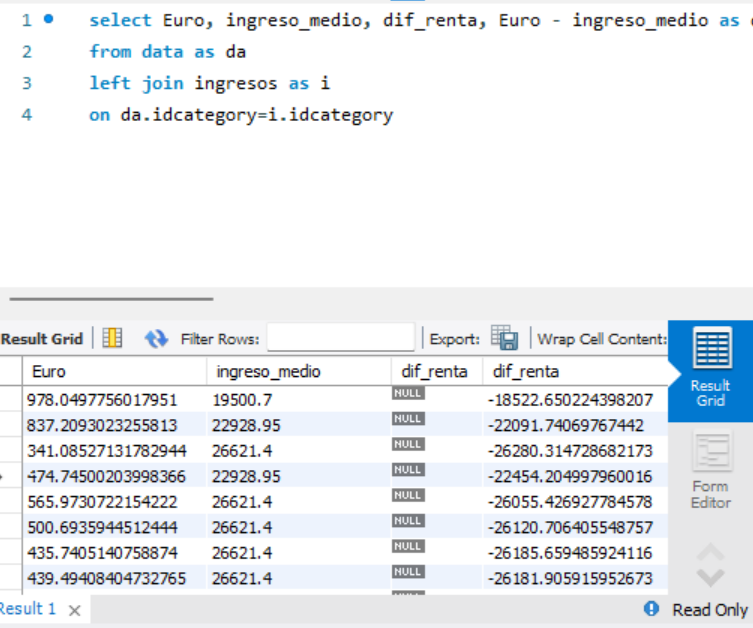 1 select Euro, ingreso_medio, dif_renta, Euro - ingreso_medio as
2 from data as da
3 left join ingresos as i
4 on da.idcategory=i.idcategory
Result Grid Filter Rows: Export: Wrap Cell Content:
Euro ingreso_medio dif_renta dif_renta
978.0497756017951 19500.7 NULL -18522.650224398207
837.2093023255813 22928.95 NULL -22091.74069767442
341.08527131782944 26621.4 NULL -26280.314728682173
474.74500203998366 22928.95 NULL -22454.204997960016
565.9730722154222 26621.4 NULL -26055.426927784578
500.6935944512444 26621.4 NULL -26120.706405548757
435.7405140758874 26621.4 NULL -26185.659485924116
439.49408404732765 26621.4 NULL -26181.905915952673
Result
Grid
Form
Editor
Result 1 Read Only